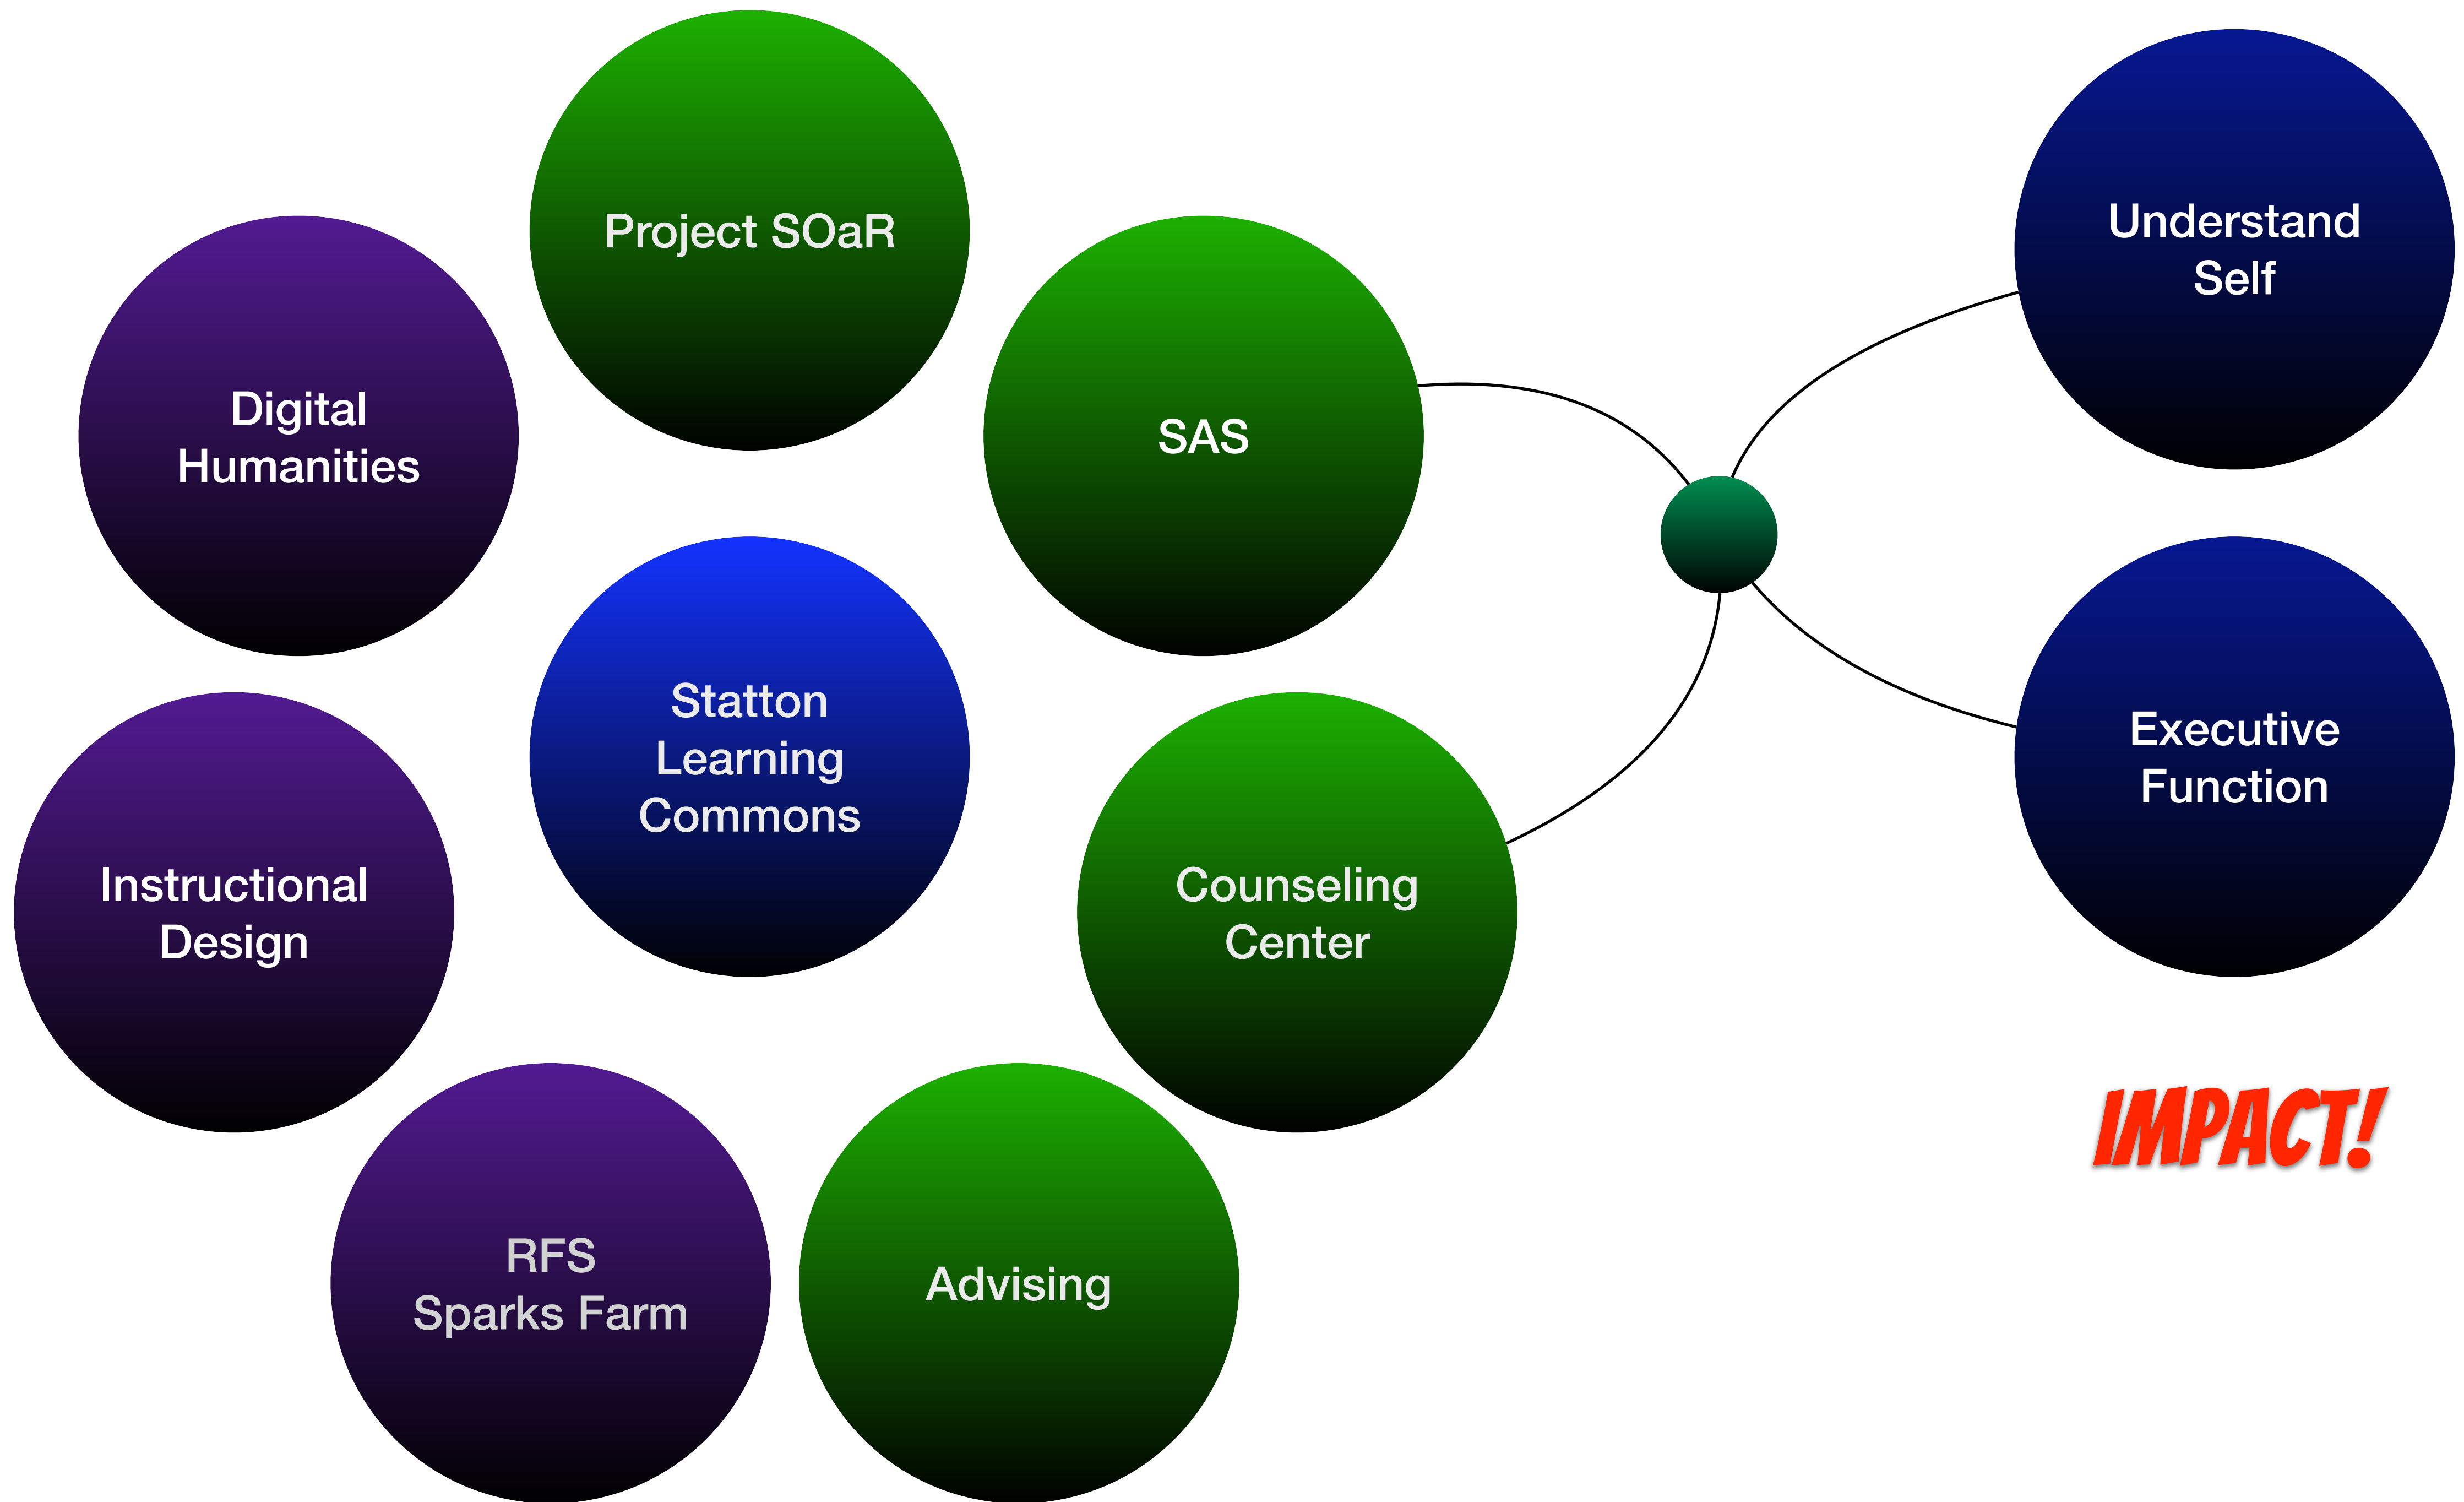 Project SOaR
Understand
Self
Digital
Humanities
SAS
Statton
Learning
Commons
Executive
Function
Instructional
Design
Counseling
Center
IMPACT!
RFS
Sparks Farm
Advising